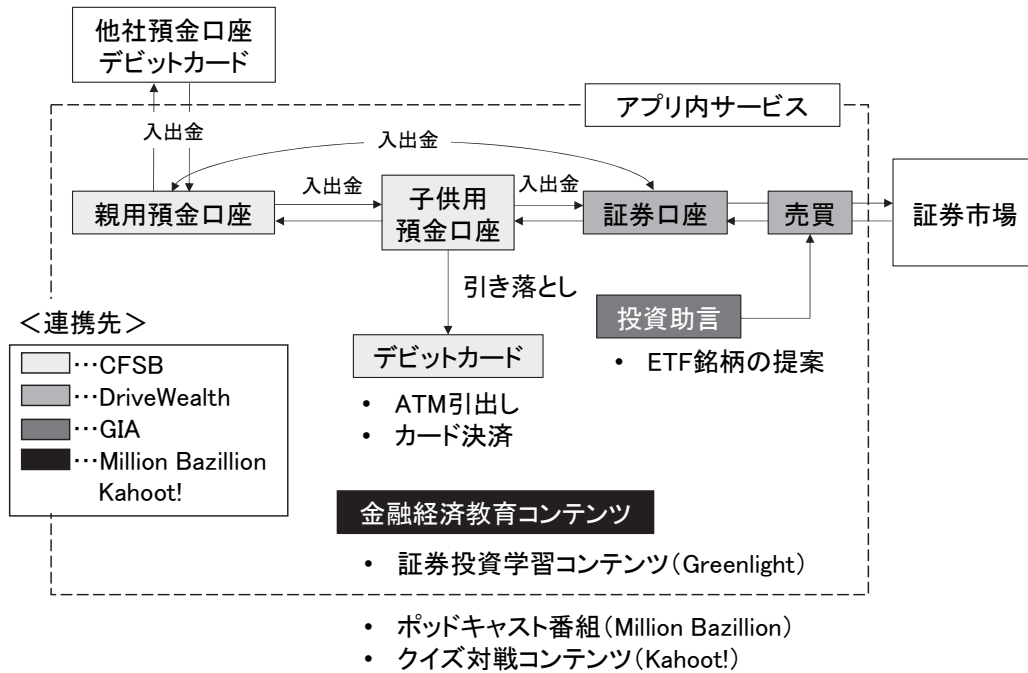 他社預金口座
デビットカード
アプリ内サービス
入出金
入出金
入出金
入出金
親用預金口座
子供用
預金口座
証券口座
売買
証券市場
引き落とし
投資助言
＜連携先＞
デビットカード
• ETF銘柄の提案
…CFSB
…DriveWealth
…GIA
…Million Bazillion
Kahoot!
• ATM引出し
• カード決済
金融経済教育コンテンツ
• 証券投資学習コンテンツ（Greenlight）
• ポッドキャスト番組（Million Bazillion）
• クイズ対戦コンテンツ（Kahoot!）